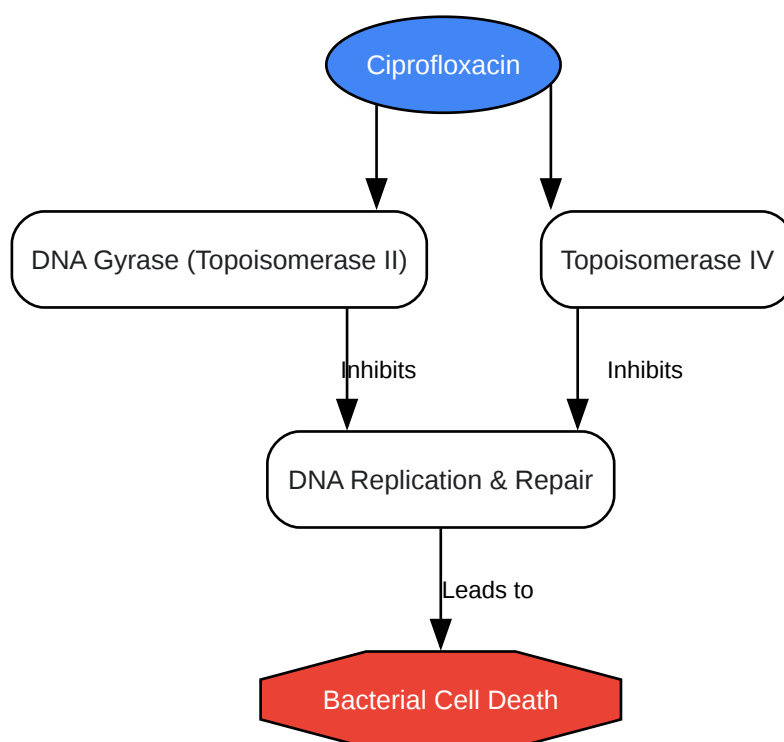 Ciprofloxacin
DNA Gyrase (Topoisomerase II)
Topoisomerase IV
Inhibits
Inhibits
DNA Replication & Repair
Leads to
Bacterial Cell Death